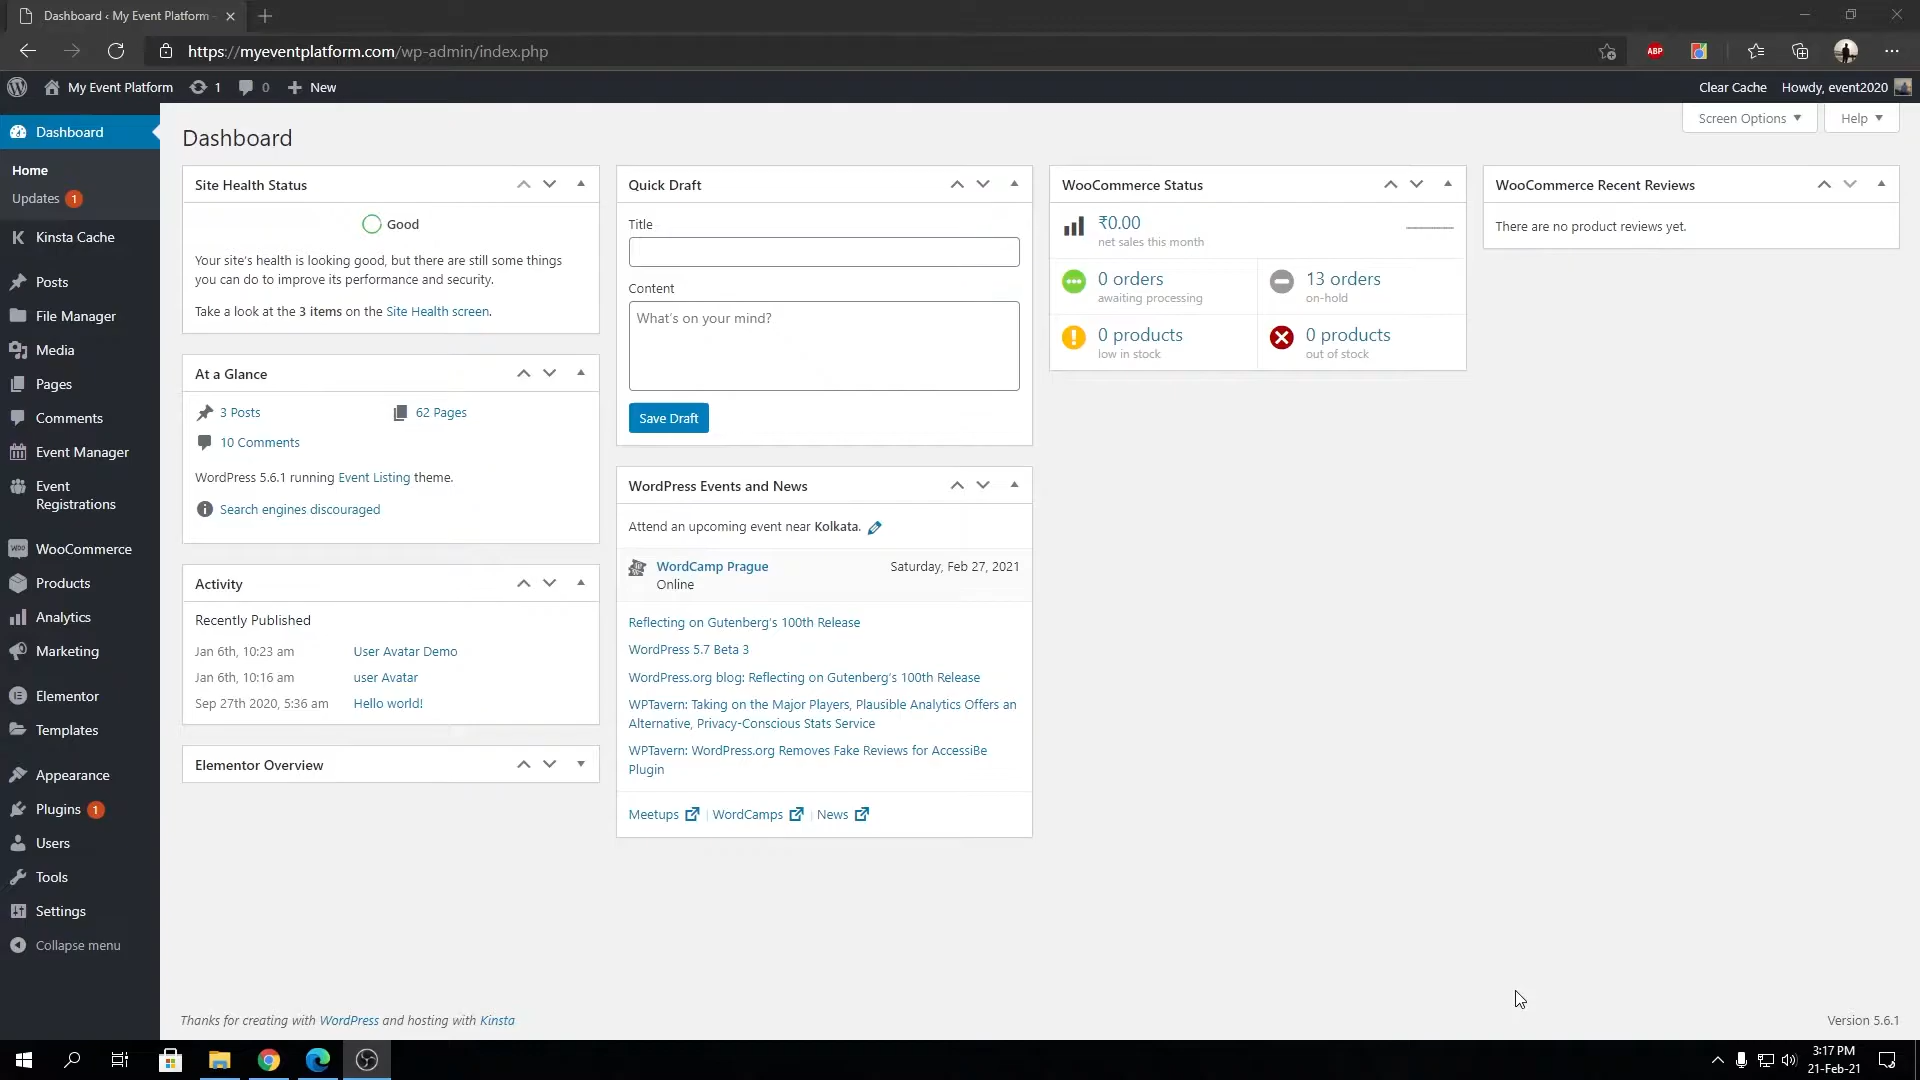 Dashboard ‹ My Event Platform
https://myeventplatform.com/wp-admin/index.php
ABP
My Event Platform
1
0
New
Clear Cache
Howdy, event2020
Dashboard
Home
Updates 1
Kinsta Cache
Posts
File Manager
Media
Pages
Comments
Event Manager
Event
Registrations
WooCommerce
Products
Analytics
Marketing
Elementor
Templates
Appearance
Plugins 1
Users
Tools
Settings
Collapse menu
Screen Options
Help
Dashboard
Site Health Status
Good
Your site's health is looking good, but there are still some things
you can do to improve its performance and security.
Take a look at the 3 items on the Site Health screen.
At a Glance
3 Posts
62 Pages
10 Comments
WordPress 5.6.1 running Event Listing theme.
Search engines discouraged
Activity
Recently Published
Jan 6th, 10:23 am User Avatar Demo
Jan 6th, 10:16 am user Avatar
Sep 27th 2020, 5:36 am Hello world!
Elementor Overview
Quick Draft
Title
Content
What's on your mind?
Save Draft
WordPress Events and News
Attend an upcoming event near Kolkata.
WordCamp Prague Saturday, Feb 27, 2021
Online
Reflecting on Gutenberg's 100th Release
WordPress 5.7 Beta 3
WordPress.org blog: Reflecting on Gutenberg's 100th Release
WPTavern: Taking on the Major Players, Plausible Analytics Offers an
Alternative, Privacy-Conscious Stats Service
WPTavern: WordPress.org Removes Fake Reviews for AccessiBe
Plugin
Meetups | WordCamps | News
WooCommerce Status
₹0.00
net sales this month
0 orders
awaiting processing
13 orders
on-hold
0 products
low in stock
0 products
out of stock
WooCommerce Recent Reviews
There are no product reviews yet.
Thanks for creating with WordPress and hosting with Kinsta
Version 5.6.1
3:17 PM
21-Feb-21